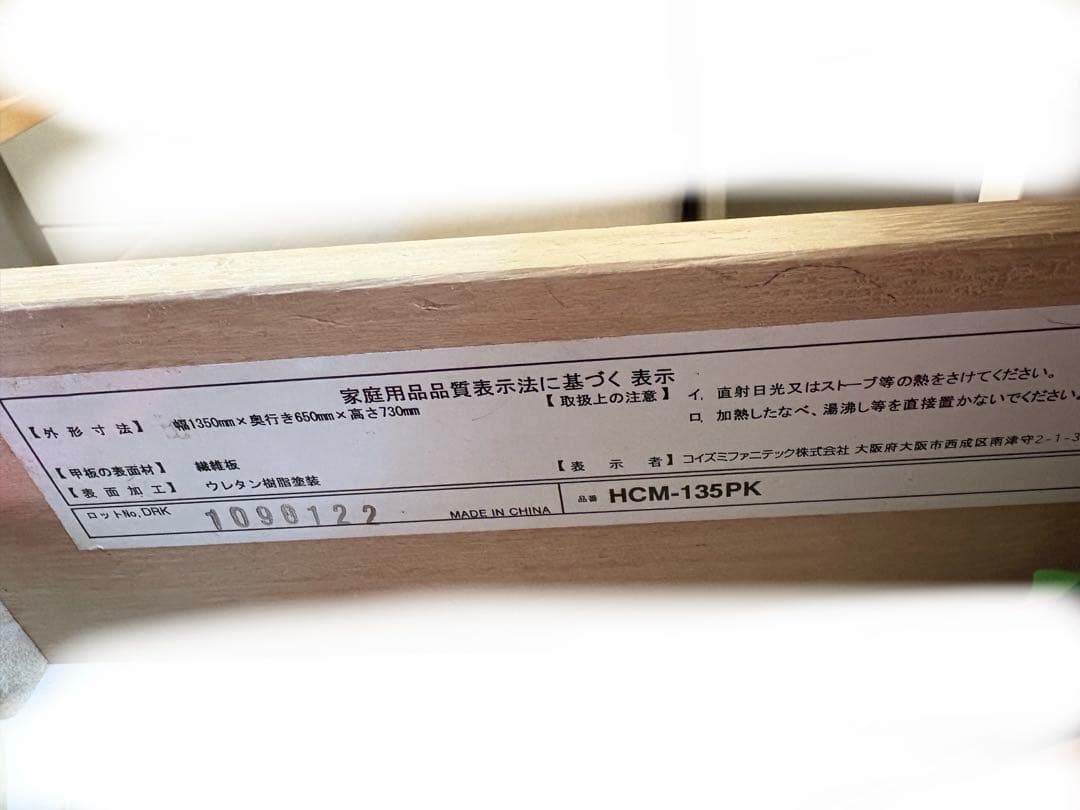 家庭用品品質表示法に基づく表示
【外形寸法】 幅1350mm×奥行き650mm×高さ730mm
【甲板の表面材】 繊維板
【表面加工】 ウレタン樹脂塗装
【取扱上の注意】 イ, 直射日光又はストーブ等の熱をさけてください。
ロ, 加熱したなべ、湯沸し等を直接置かないでください。
【表示者】 コイズミファニテック株式会社 大阪府大阪市西成区南津守2-1-3
ロットNo,DRK 1090122 MADE IN CHINA
品番 HCM-135PK